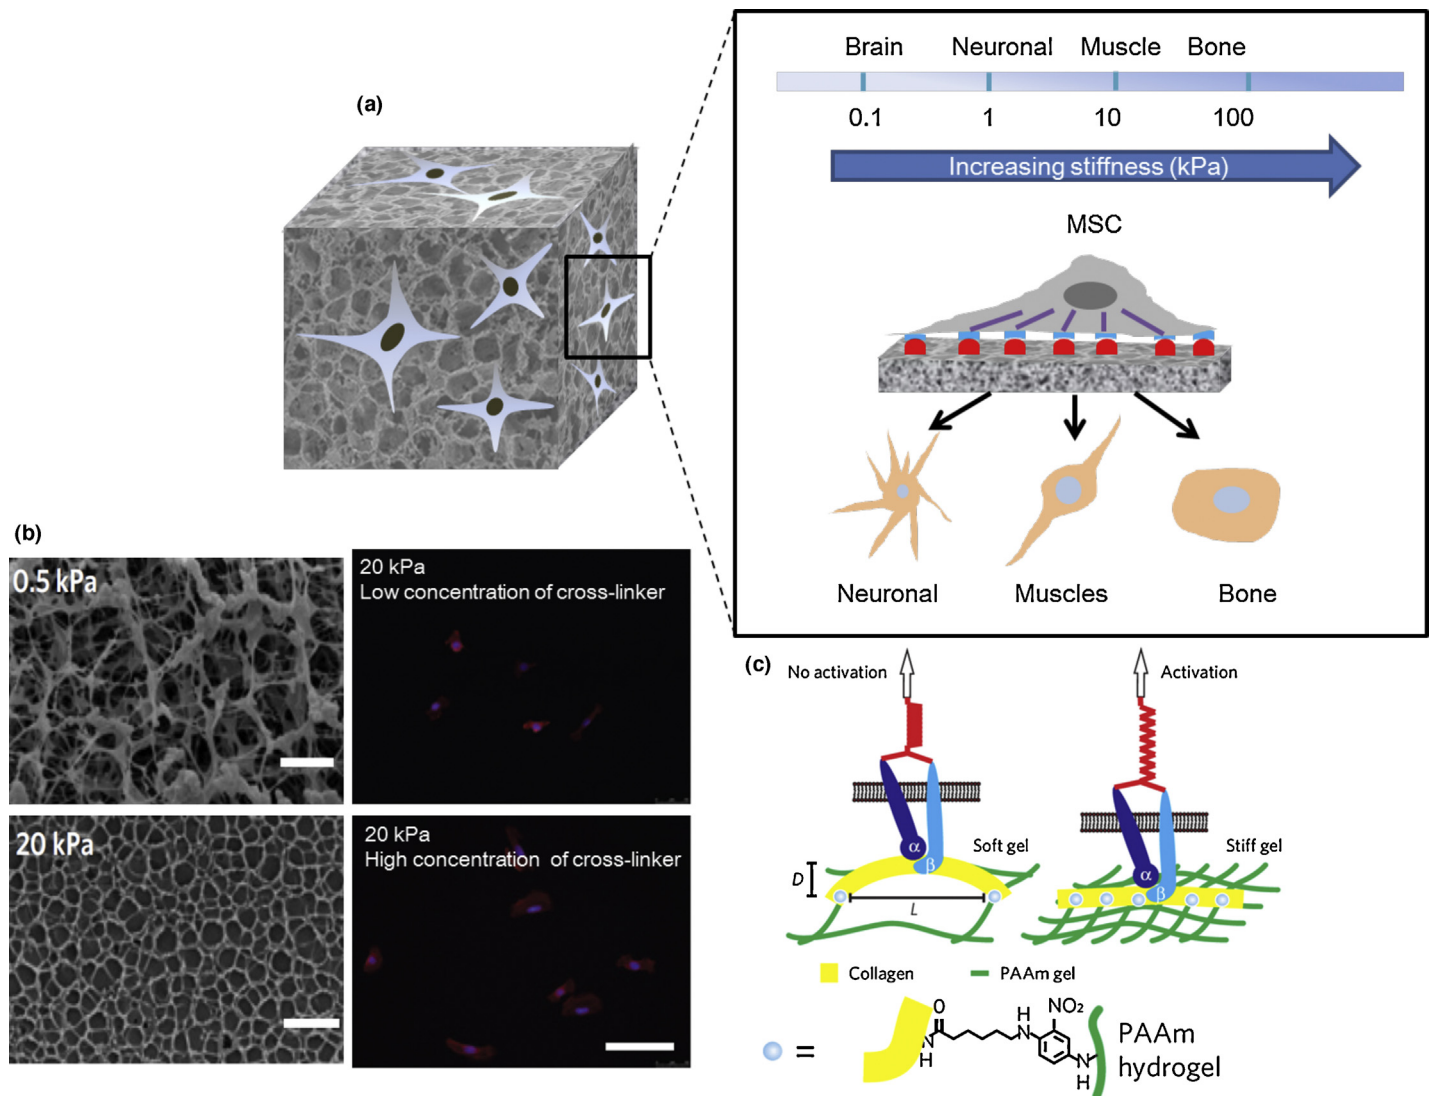 (a)
Brain Neuronal Muscle Bone
0.1 1 10 100
Increasing stiffness (kPa)
MSC
Neuronal Muscles Bone
(b)
0.5 kPa
20 kPa
Low concentration of cross-linker
20 kPa
20 kPa
High concentration of cross-linker
(c)
No activation
Activation
α
β
Soft gel
D
L
α
β
Stiff gel
Collagen
PAAm gel
=
O
N
H
H
N
NO₂
N
H
PAAm
hydrogel